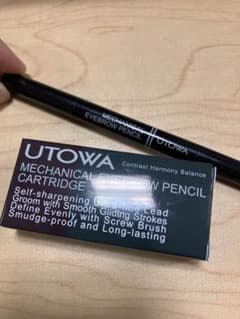 MECHANICAL
EYEBROW PENCIL
UTOWA
UTOWA Contrast Harmony Balance
MECHANICAL EYEBROW PENCIL
CARTRIDGE
Self-sharpening Lead
Groom with Smooth Gliding Strokes
Define Evenly with Screw Brush
Smudge-proof and Long-lasting